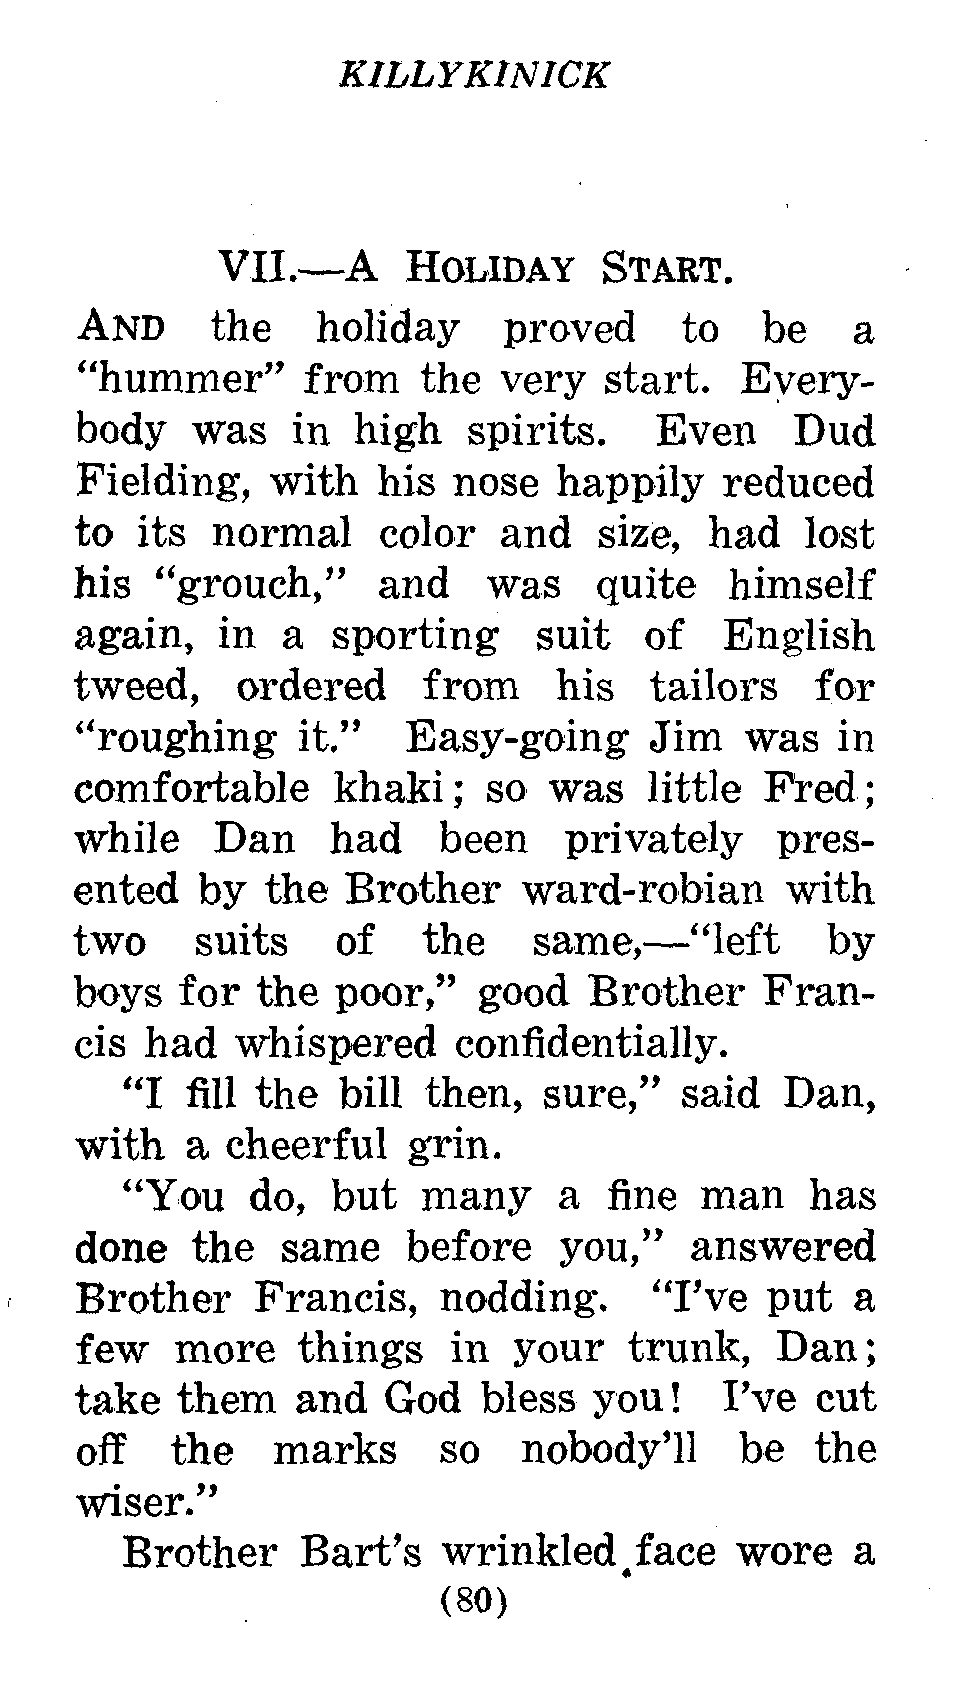 KILLYKINICK
VII.—A HOLIDAY START.
AND the holiday proved to be a
“hummer” from the very start. Every-
body was in high spirits. Even Dud
Fielding, with his nose happily reduced
to its normal color and size, had lost
his “grouch,” and was quite himself
again, in a sporting suit of English
tweed, ordered from his tailors for
“roughing it.” Easy-going Jim was in
comfortable khaki; so was little Fred;
while Dan had been privately pres-
ented by the Brother ward-robian with
two suits of the same,—“left by
boys for the poor,” good Brother Fran-
cis had whispered confidentially.
“I fill the bill then, sure,” said Dan,
with a cheerful grin.
“You do, but many a fine man has
done the same before you,” answered
Brother Francis, nodding. “I’ve put a
few more things in your trunk, Dan;
take them and God bless you! I’ve cut
off the marks so nobody’ll be the
wiser.”
Brother Bart’s wrinkled face wore a
(80)